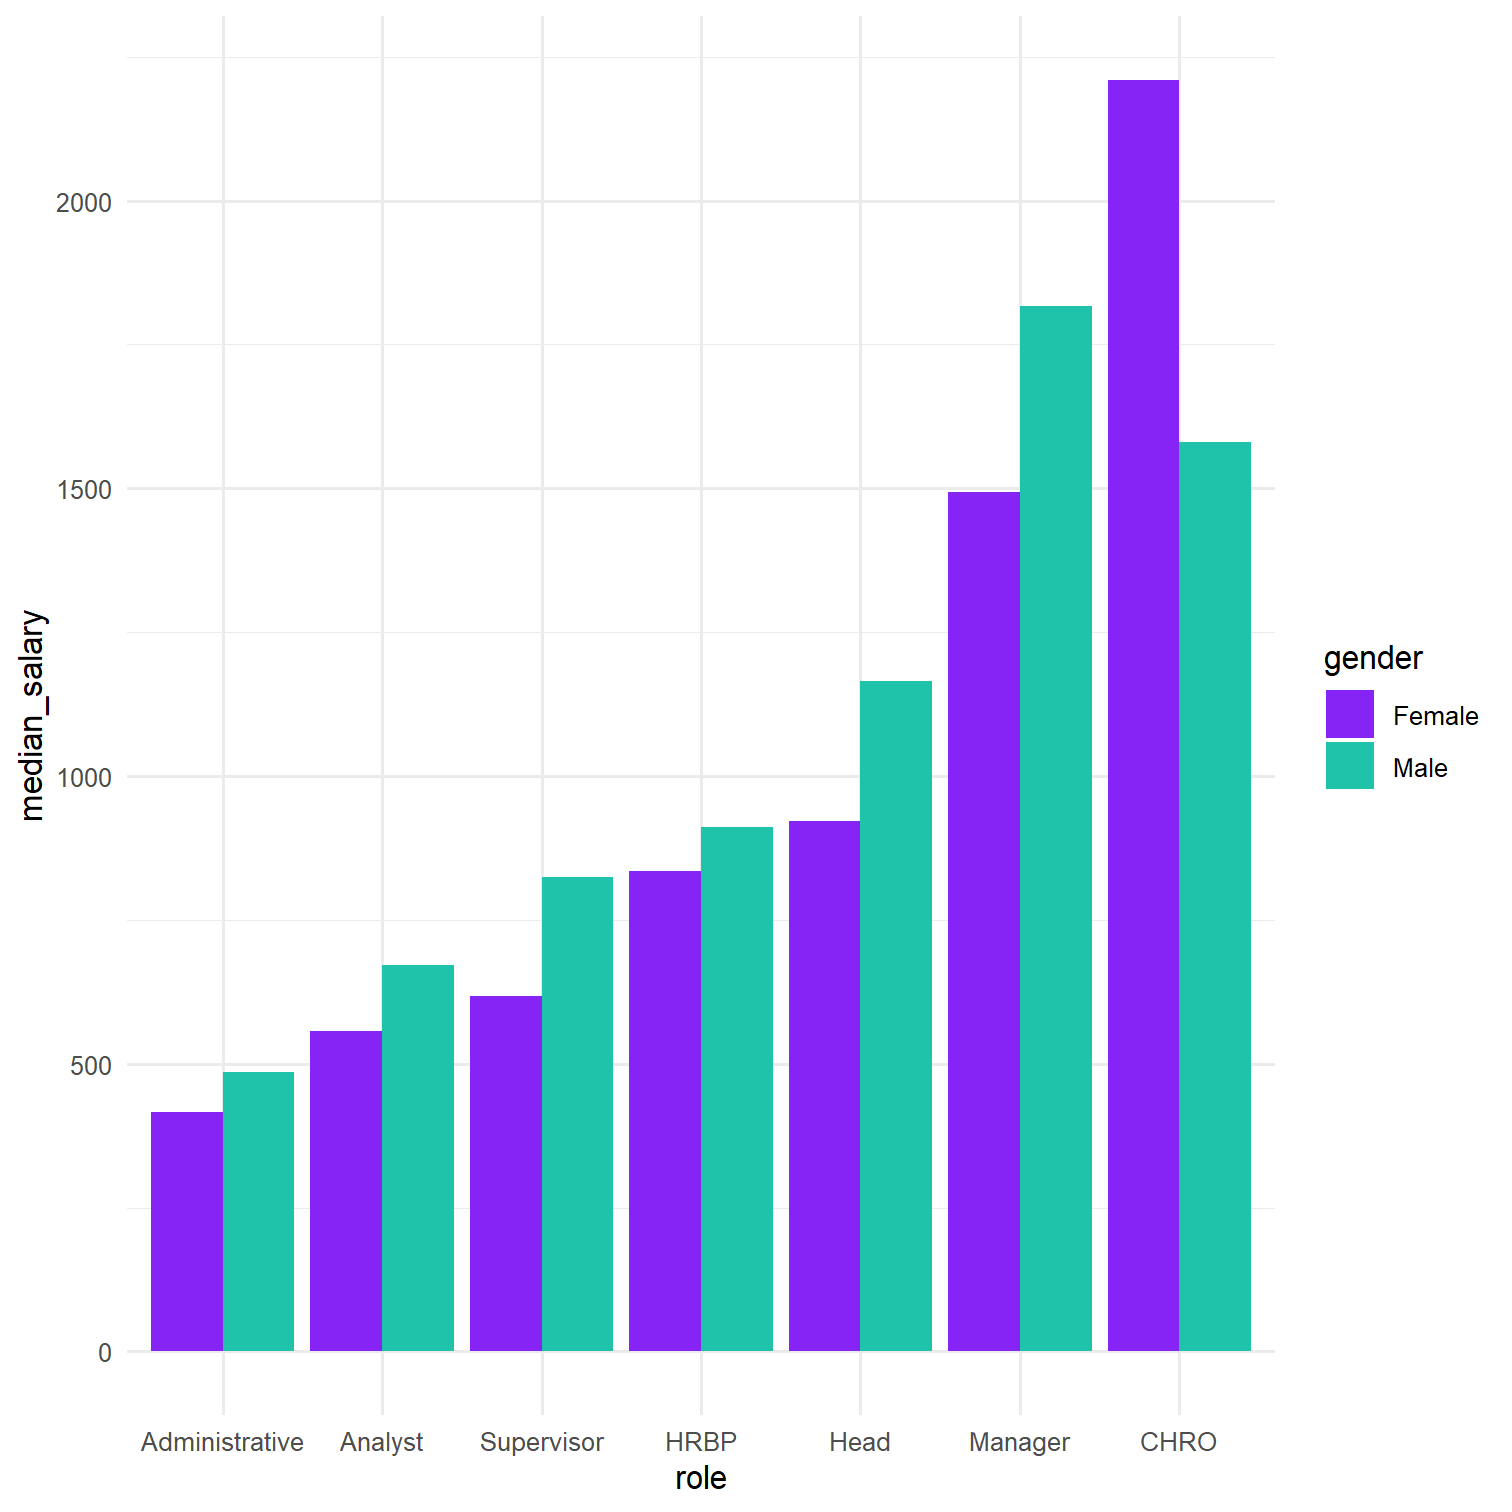 2000
1500
1000
500
0
median_salary
Administrative Analyst Supervisor HRBP Head Manager CHRO
role
gender
Female
Male